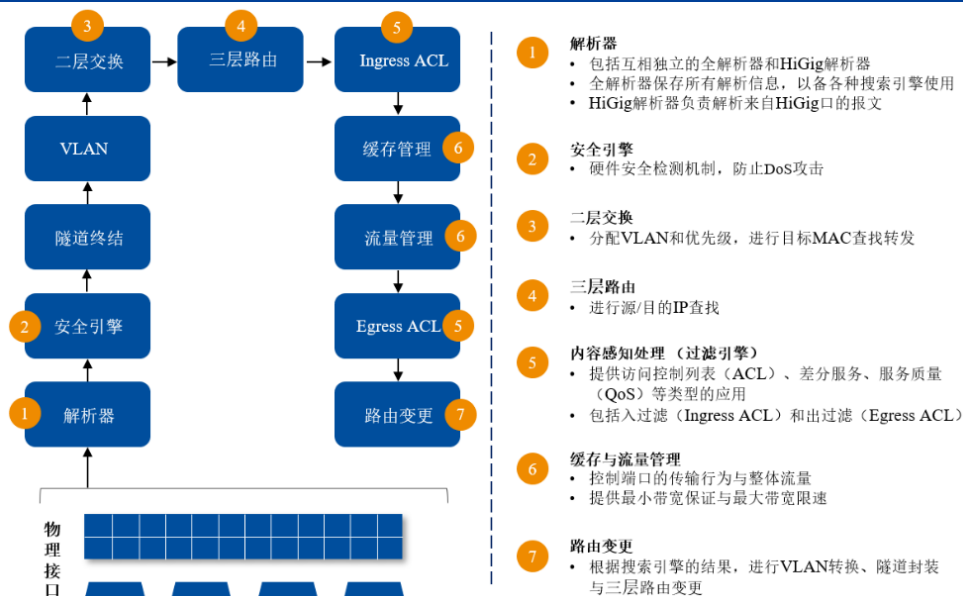 3
4
5
二层交换
三层路由
Ingress ACL
VLAN
缓存管理
6
隧道终结
流量管理
6
2
安全引擎
Egress ACL
5
1
解析器
路由变更
7
物
理
接
口
1
解析器
• 包括互相独立的全解析器和HiGig解析器
• 全解析器保存所有解析信息，以备各种搜索引擎使用
• HiGig解析器负责解析来自HiGig口的报文
2
安全引擎
• 硬件安全检测机制，防止DoS攻击
3
二层交换
• 分配VLAN和优先级，进行目标MAC查找转发
4
三层路由
• 进行源/目的IP查找
5
内容感知处理 （过滤引擎）
• 提供访问控制列表（ACL）、差分服务、服务质量
（QoS）等类型的应用
• 包括入过滤（Ingress ACL）和出过滤（Egress ACL）
6
缓存与流量管理
• 控制端口的传输行为与整体流量
• 提供最小带宽保证与最大带宽限速
7
路由变更
• 根据搜索引擎的结果，进行VLAN转换、隧道封装
与三层路由变更